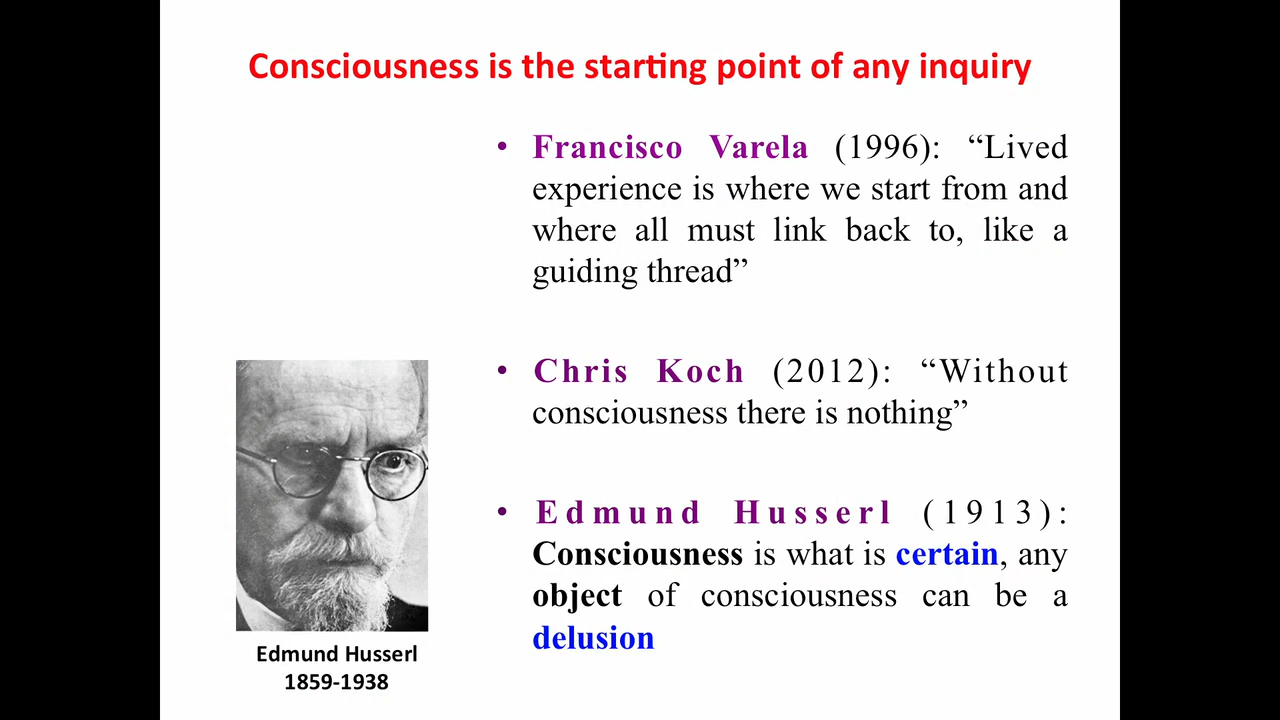 Consciousness is the starting point of any inquiry
• Francisco Varela (1996): “Lived
experience is where we start from and
where all must link back to, like a
guiding thread”
• Chris Koch (2012): “Without
consciousness there is nothing”
• Edmund Husserl (1913):
Consciousness is what is certain, any
object of consciousness can be a
delusion
Edmund Husserl
1859-1938